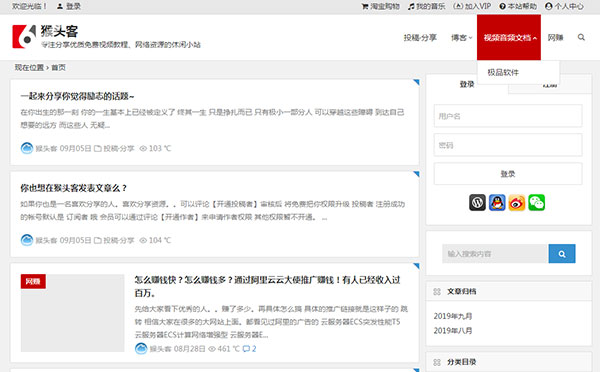 欢迎光临！ 登录 淘宝购物 我的音乐 加入VIP 本站帮助 个人中心
猴头客
专注分享优质免费视频教程、网络资源的休闲小站
投稿-分享 博客 视频音频文档 网赚
极品软件
现在位置 › 首页
一起来分享你觉得励志的话题~
在你出生的那一刻 你的一生基本上已经被定义了 终其一生 只是挣扎而已 只有极小一部分人 可以穿越这些障碍 到达自己
想要的远方 而这些人 无疑...
猴头客 09月05日 投稿-分享 103 ℃
你也想在猴头客发表文章么？
如果你也是一名喜欢分享的人。喜欢分享资源。。可以评论【开通投稿者】审核后 将免费把你权限升级 投稿者 注册成功
的帐号默认是 订阅者 哦 会员可以通过评论【开通作者】来申请作者权限 其他权限暂不开通。 ...
猴头客 09月05日 投稿-分享 104 ℃
网赚
怎么赚钱快？怎么赚钱多？通过阿里云云大使推广赚钱！有人已经收入过
百万。
先给大家看下优秀的人。。赚了多少。再具体怎么搞 具体的推广链接就是这样子的 跳
转 相信大家在很多的大网站上面。都看见过阿里的广告的 云服务器ECS突发性能T5
云服务器ECS计算网络增强型 云服务器E...
猴头客 08月28日 461 ℃ 2
登录
用户名
密码
登录
输入搜索内容
文章归档
2019年九月
2019年八月
分类目录